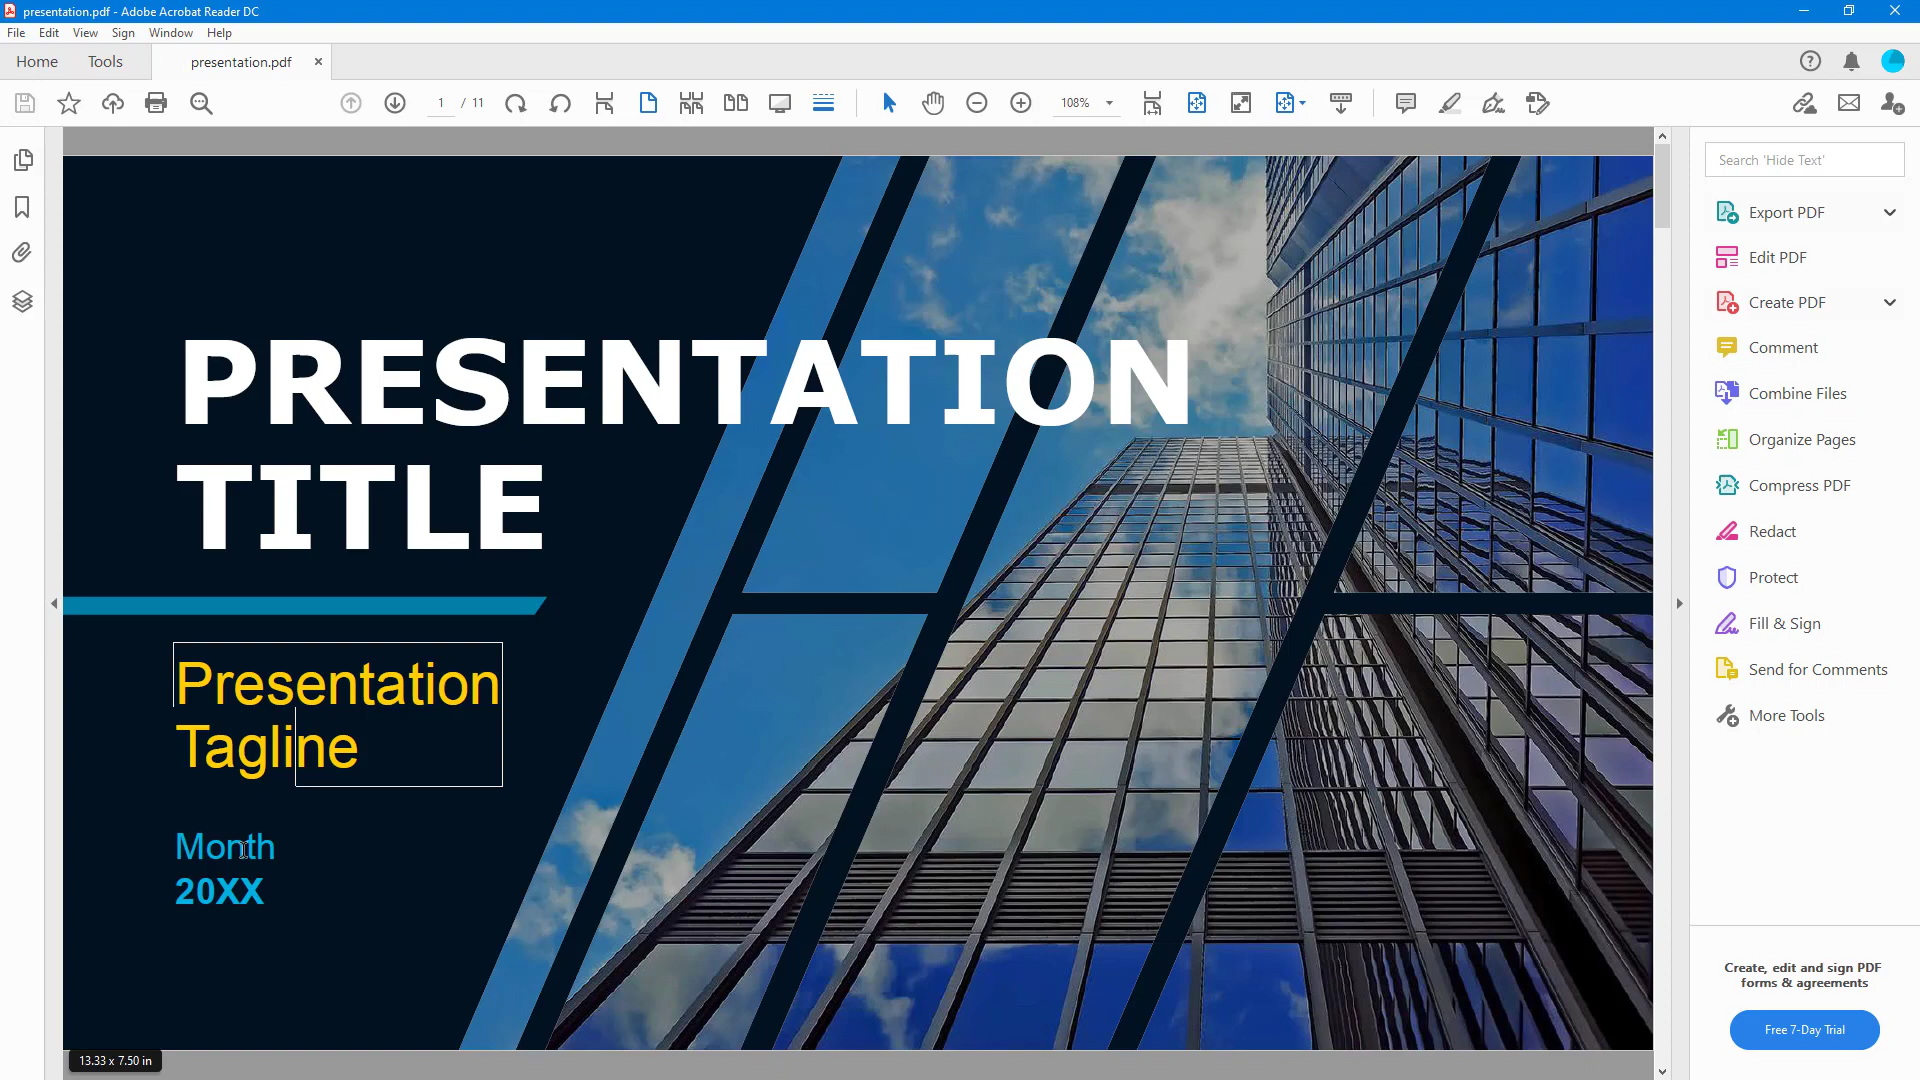 presentation.pdf - Adobe Acrobat Reader DC
File Edit View Sign Window Help
Home Tools presentation.pdf
1 / 11 108%
Search 'Hide Text'
Export PDF
Edit PDF
Create PDF
Comment
Combine Files
Organize Pages
Compress PDF
Redact
Protect
Fill & Sign
Send for Comments
More Tools
PRESENTATION
TITLE
Presentation
Tagline
Month
20XX
13.33 x 7.50 in
Create, edit and sign PDF
forms & agreements
Free 7-Day Trial